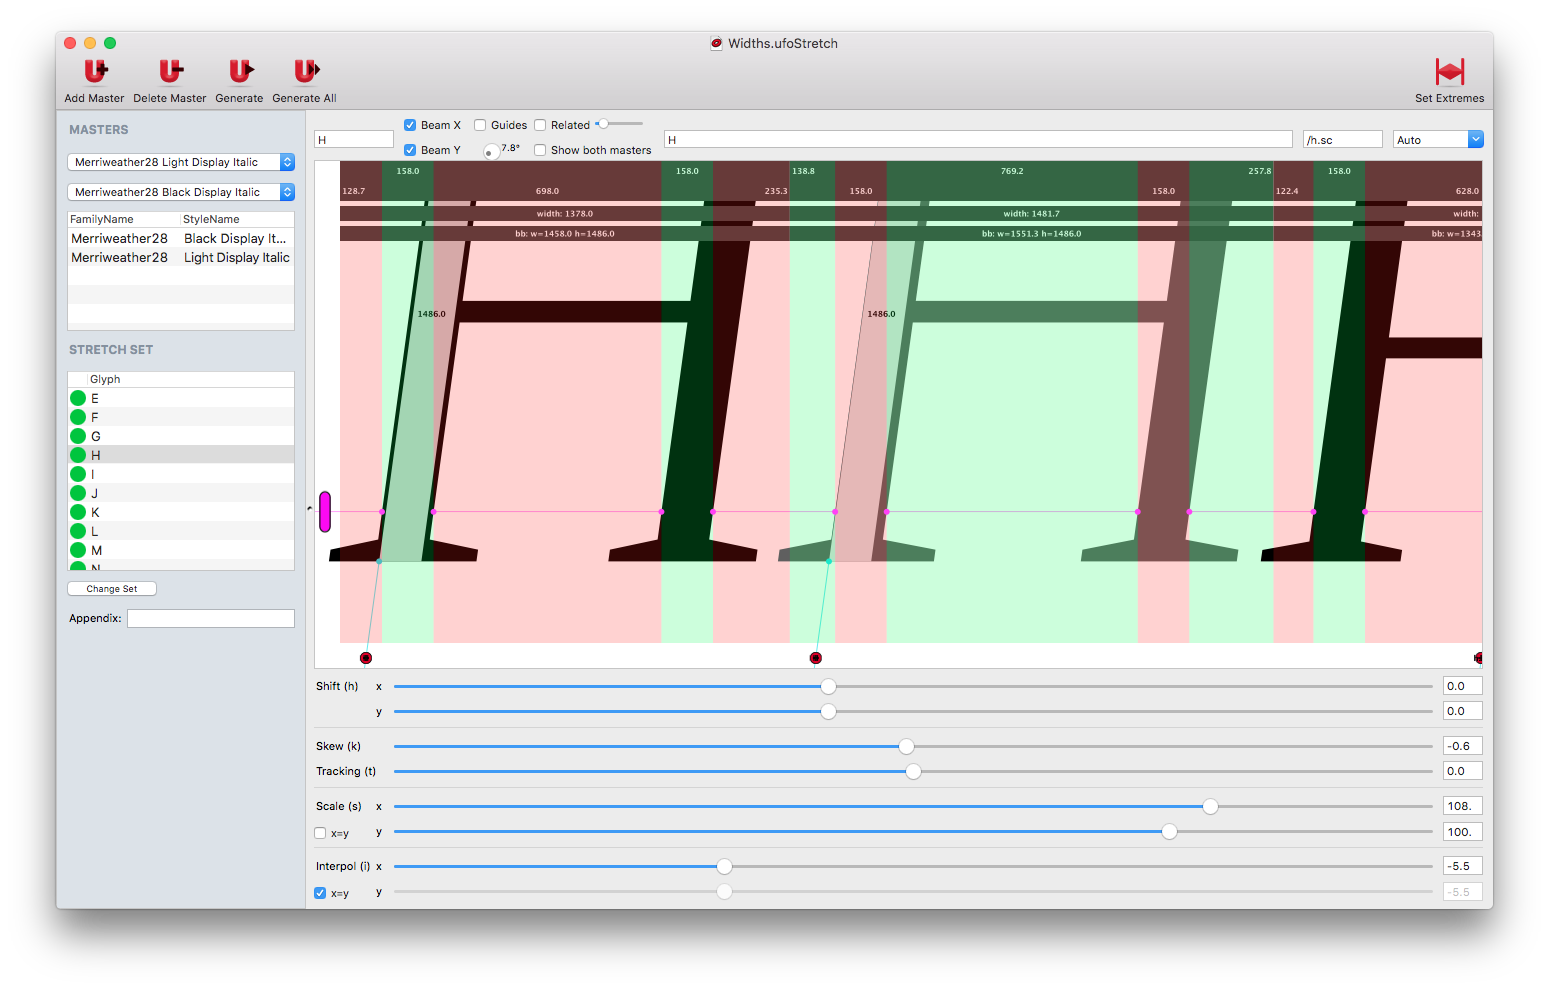 Widths.ufoStretch
Add Master Delete Master Generate Generate All Set Extremes
MASTERS
Merriweather28 Light Display Italic
Merriweather28 Black Display Italic
FamilyName StyleName
Merriweather28 Black Display It...
Merriweather28 Light Display Italic
STRETCH SET
Glyph
E
F
G
H
I
J
K
L
M
N
Change Set
Appendix:
H
Beam X Guides Related
Beam Y 7.8° Show both masters
H
/h.sc
Auto
158.0 158.0 138.8 769.2 257.8 158.0
128.7 698.0 235.3 158.0 158.0 122.4 628.0
width: 1378.0 width: 1481.7 width:
bb: w=1458.0 h=1486.0 bb: w=1551.3 h=1486.0 bb: w=1343
1486.0 1486.0
H H
Shift (h) x 0.0
y 0.0
Skew (k) -0.6
Tracking (t) 0.0
Scale (s) x 108.
x=y y 100.
Interpol (i) x -5.5
x=y y -5.5